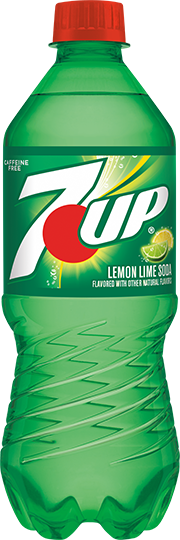 CAFFEINE
FREE
7UP®
LEMON LIME SODA
FLAVORED WITH OTHER NATURAL FLAVORS